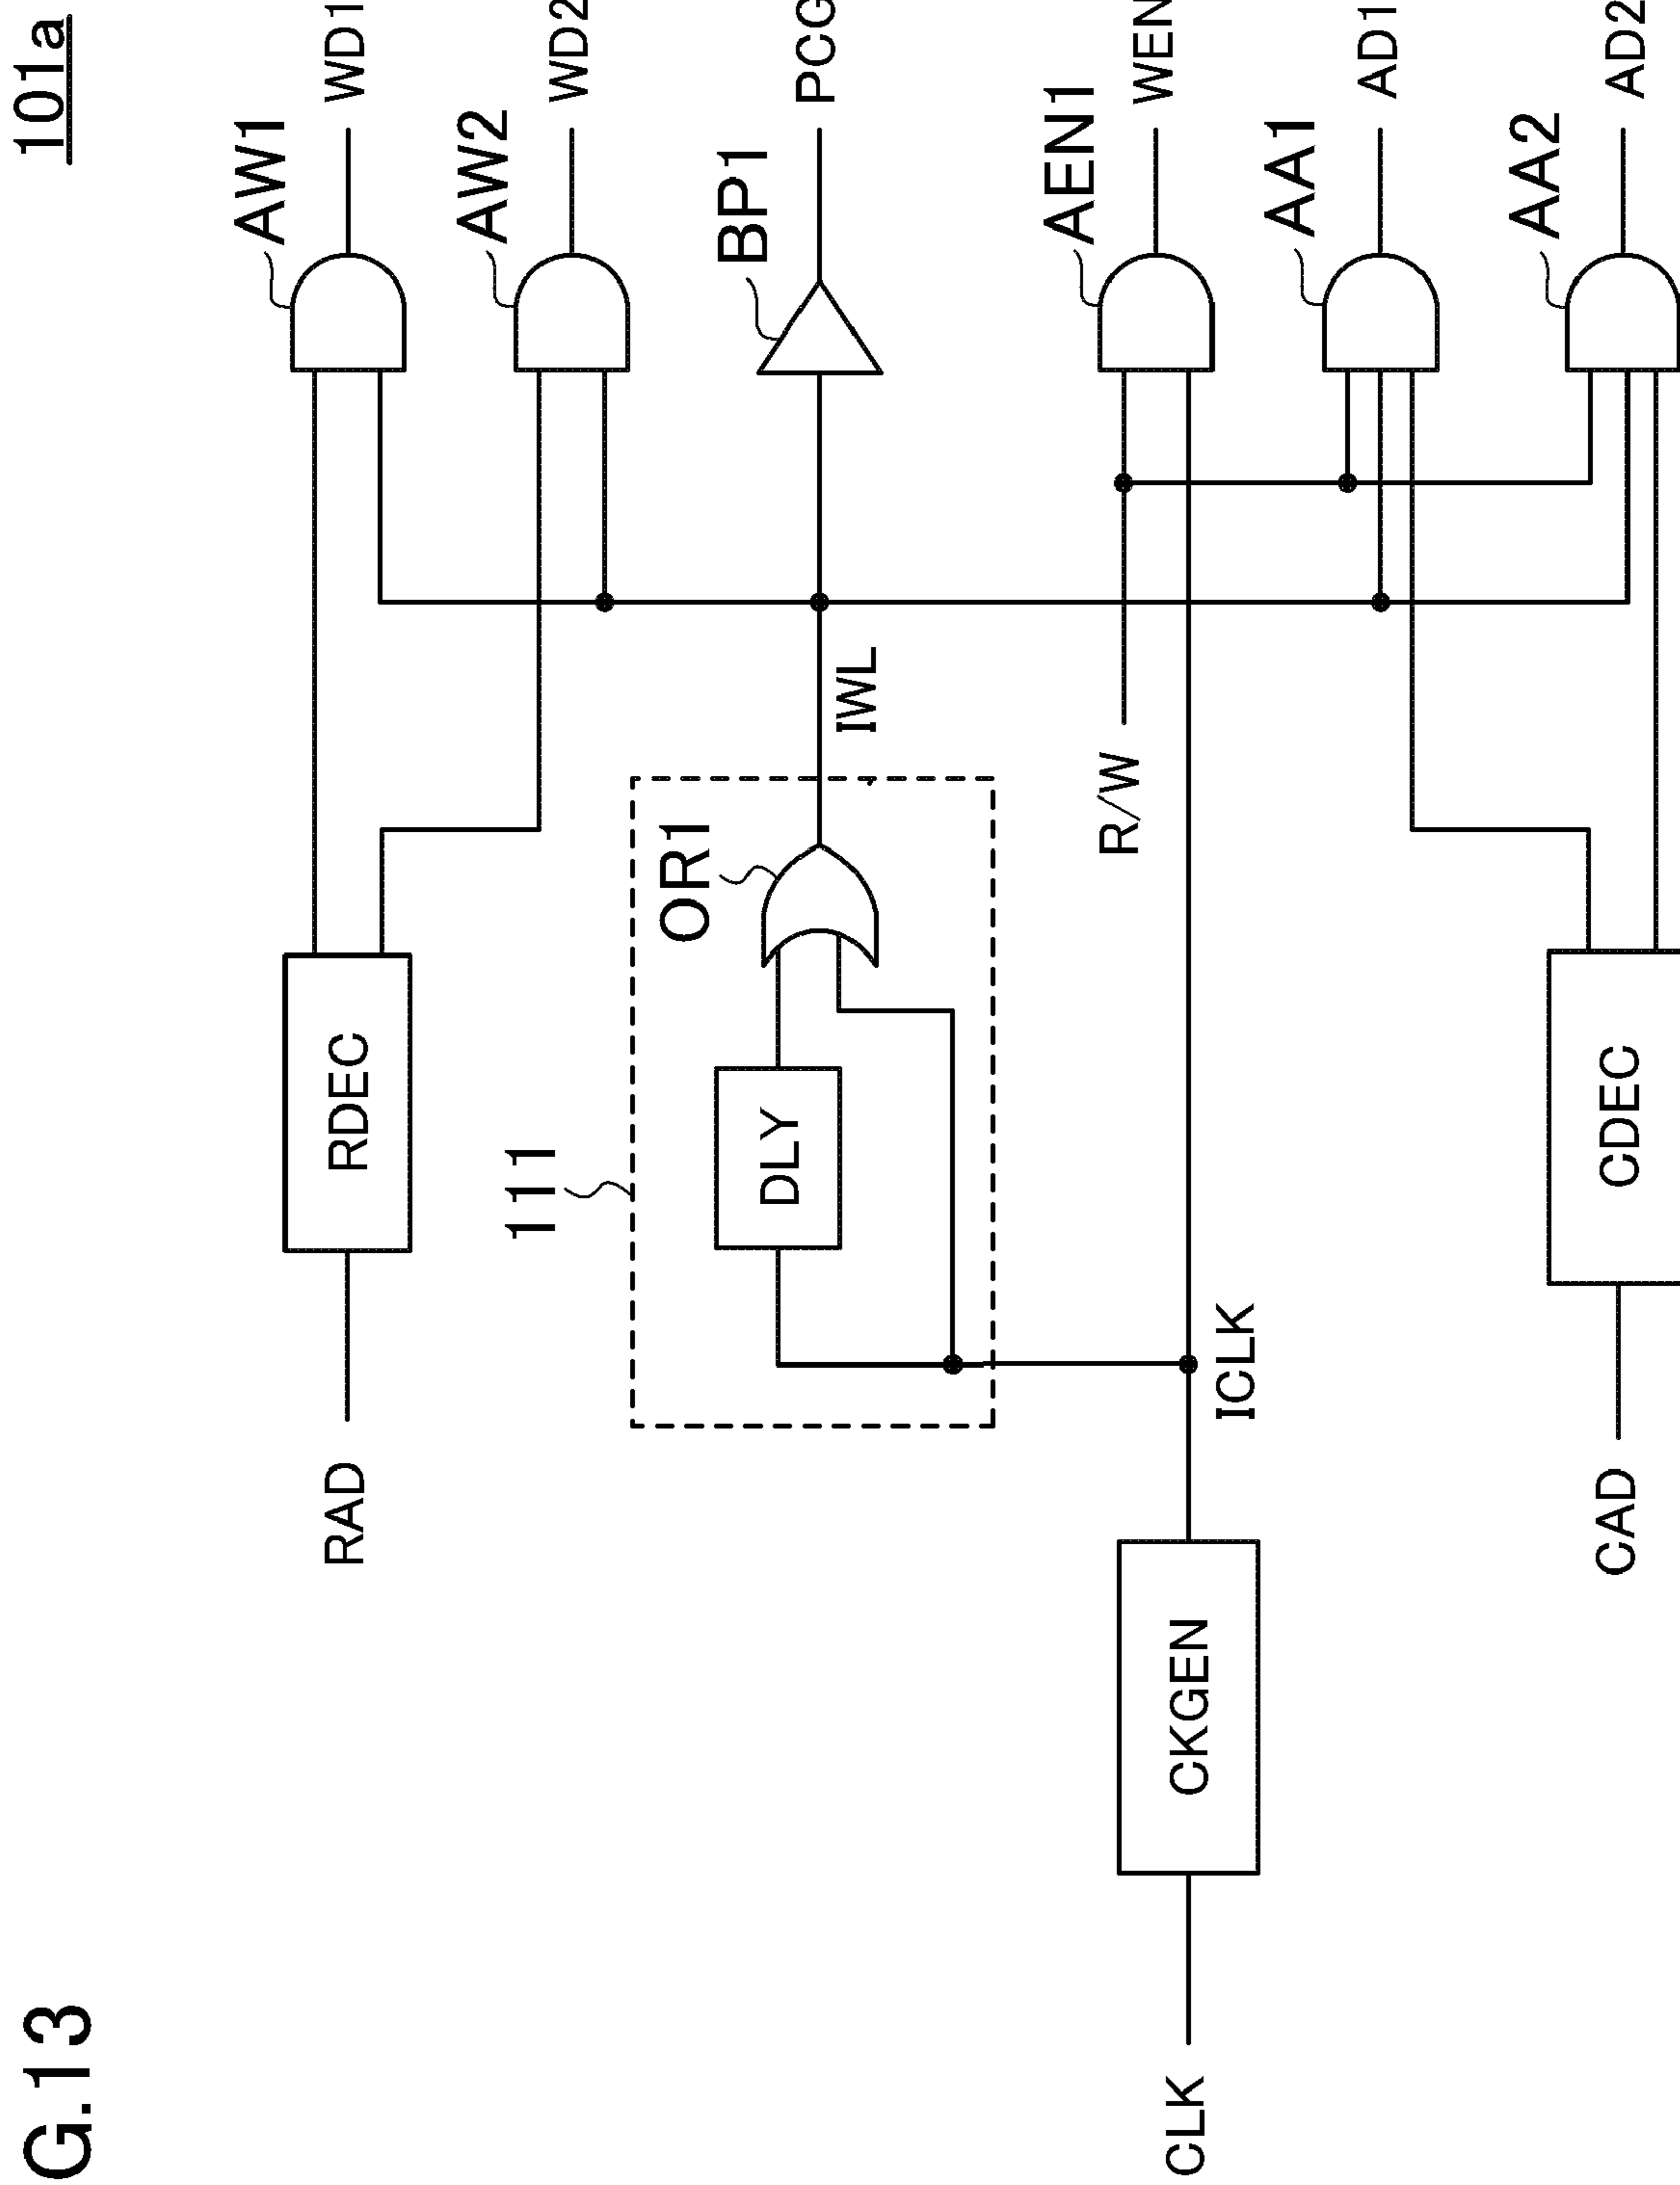 G.13
101a
RAD
RDEC
AW1
WD1
AW2
WD2
111
DLY
OR1
IWL
BP1
PCG
R/W
CLK
CKGEN
ICLK
AEN1
WEN
CAD
CDEC
AA1
AD1
AA2
AD2